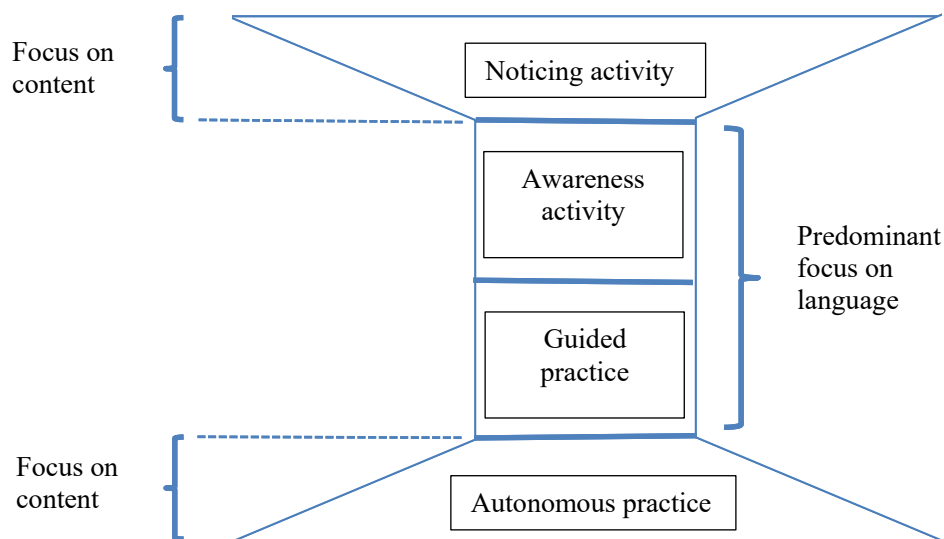 Focus on
content
Noticing activity
Awareness
activity
Predominant
focus on
language
Guided
practice
Focus on
content
Autonomous practice